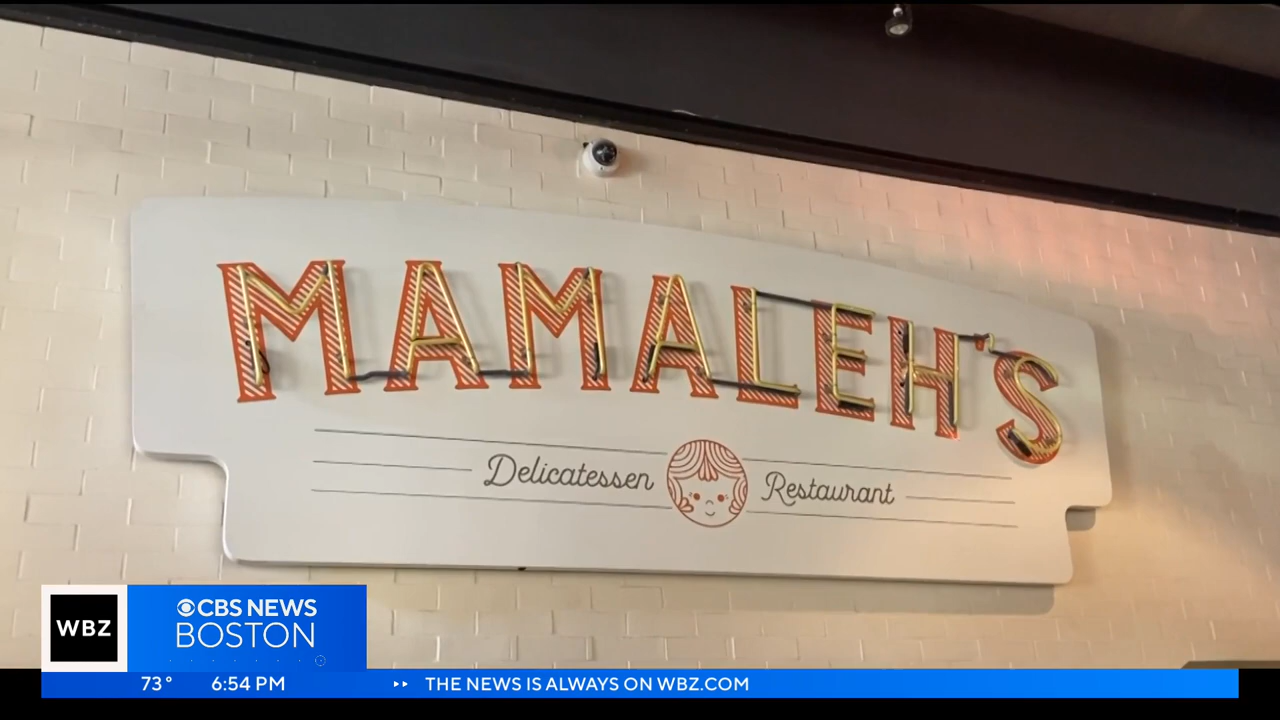 MAMALEH'S
Delicatessen Restaurant
WBZ
CBS NEWS
BOSTON
73° 6:54 PM THE NEWS IS ALWAYS ON WBZ.COM